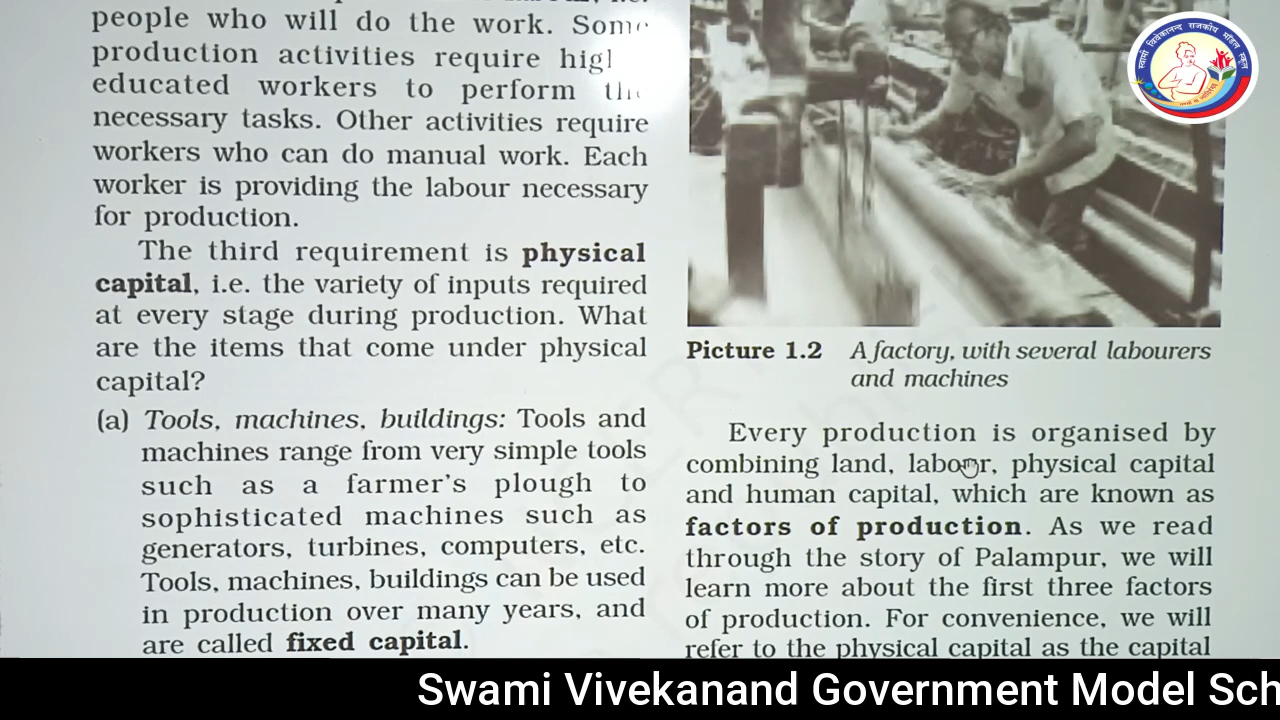 people who will do the work. Some
production activities require
educated workers to perform the
necessary tasks. Other activities require
workers who can do manual work. Each
worker is providing the labour necessary
for production.
The third requirement is physical
capital, i.e. the variety of inputs required
at every stage during production. What
are the items that come under physical
capital?
(a) Tools, machines, buildings: Tools and
machines range from very simple tools
such as a farmer's plough to
sophisticated machines such as
generators, turbines, computers, etc.
Tools, machines, buildings can be used
in production over many years, and
are called fixed capital.
Picture 1.2 A factory, with several labourers
and machines
Every production is organised by
combining land, labour, physical capital
and human capital, which are known as
factors of production. As we read
through the story of Palampur, we will
learn more about the first three factors
of production. For convenience, we will
refer to the physical capital as the capital
स्वामी विवेकानन्द राजकीय मॉडल स्कूल
Swami Vivekanand Government Model Sch